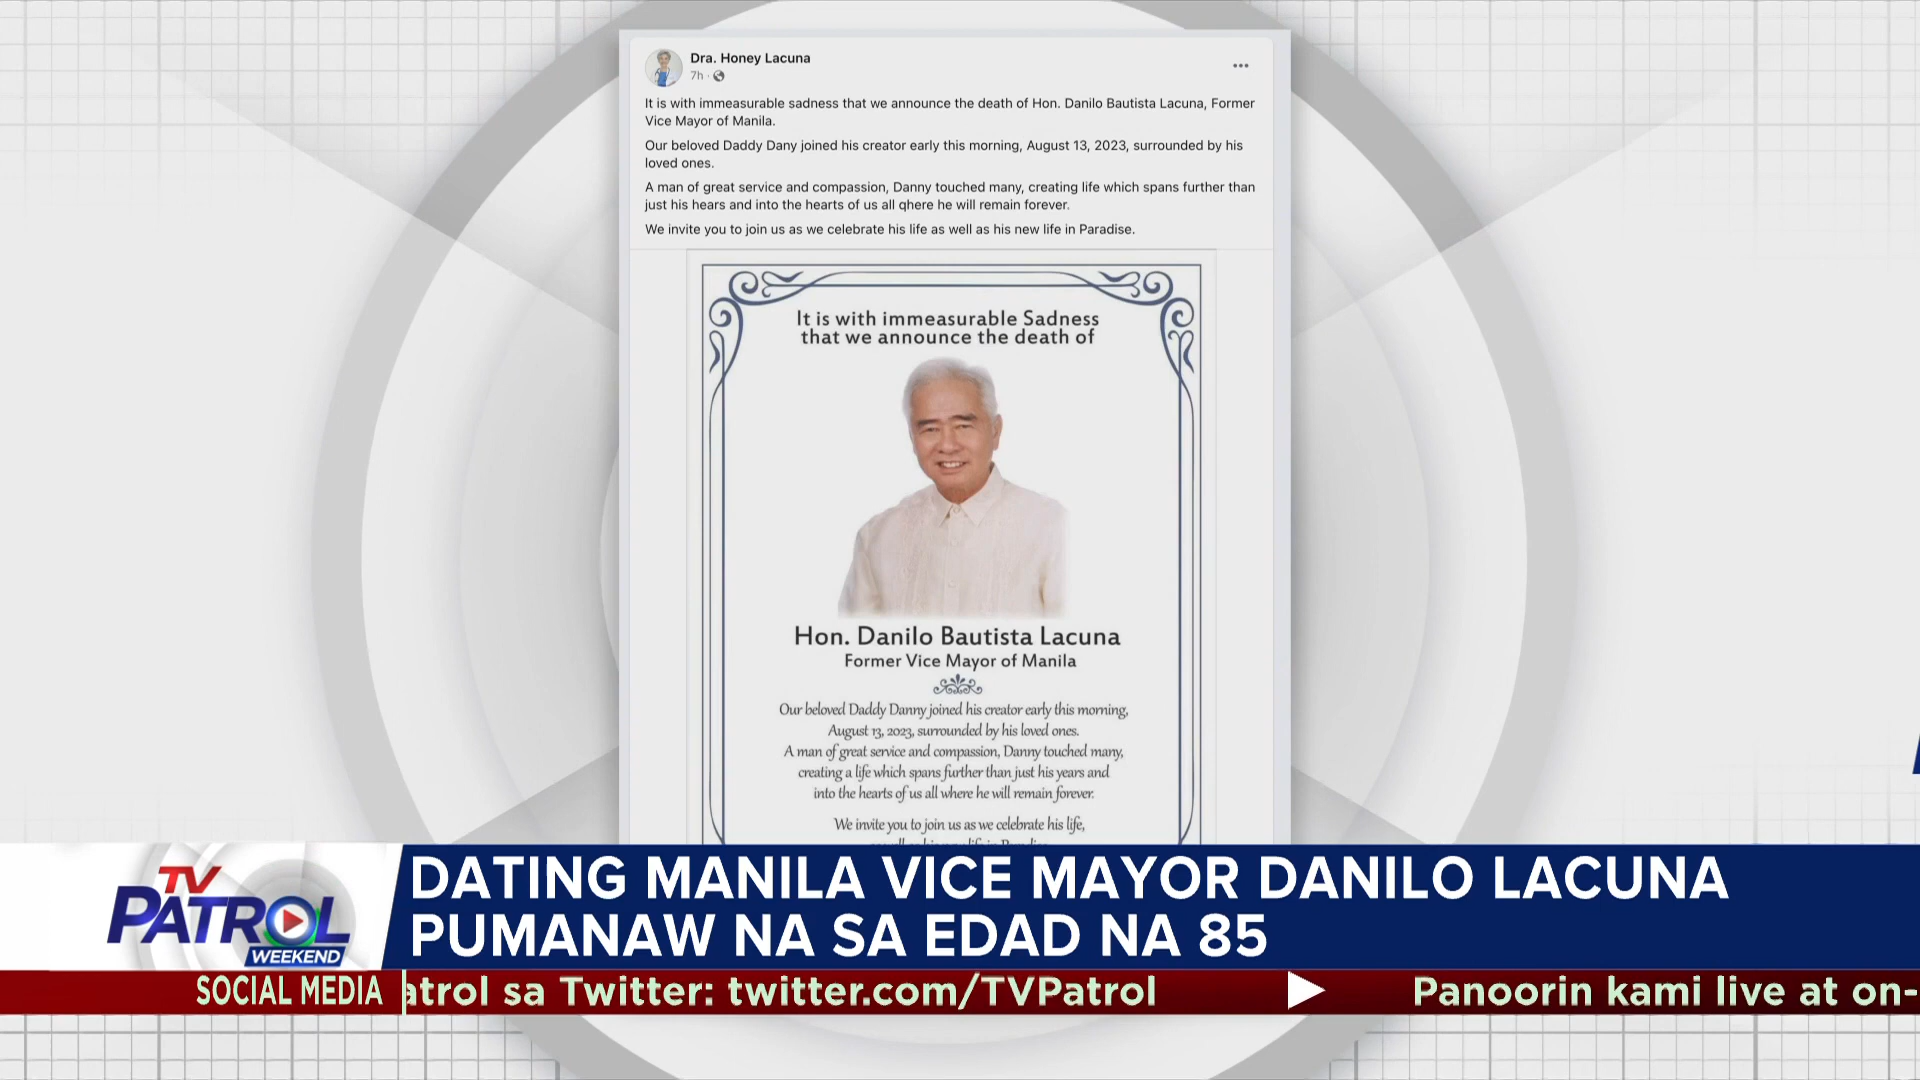 Dra. Honey Lacuna
7h ·
It is with immeasurable sadness that we announce the death of Hon. Danilo Bautista Lacuna, Former
Vice Mayor of Manila.
Our beloved Daddy Dany joined his creator early this morning, August 13, 2023, surrounded by his
loved ones.
A man of great service and compassion, Danny touched many, creating life which spans further than
just his hears and into the hearts of us all qhere he will remain forever.
We invite you to join us as we celebrate his life as well as his new life in Paradise.
It is with immeasurable Sadness
that we announce the death of
Hon. Danilo Bautista Lacuna
Former Vice Mayor of Manila
Our beloved Daddy Danny joined his creator early this morning,
August 13, 2023, surrounded by his loved ones.
A man of great service and compassion, Danny touched many,
creating a life which spans further than just his years and
into the hearts of us all where he will remain forever.
We invite you to join us as we celebrate his life,
TV
PATROL
WEEKEND
DATING MANILA VICE MAYOR DANILO LACUNA
PUMANAW NA SA EDAD NA 85
SOCIAL MEDIA
atrol sa Twitter: twitter.com/TVPatrol
Panoorin kami live at on-